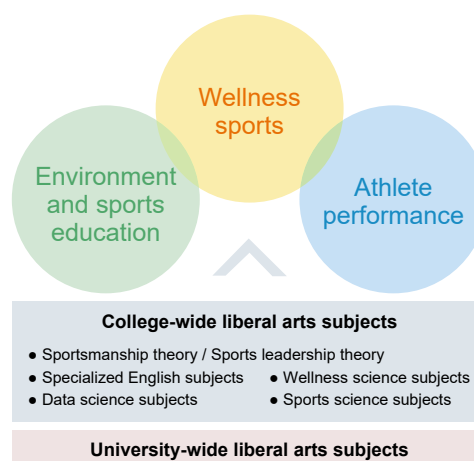 Wellness
sports
Environment
and sports
education
Athlete
performance
College-wide liberal arts subjects
● Sportsmanship theory / Sports leadership theory
● Specialized English subjects ● Wellness science subjects
● Data science subjects ● Sports science subjects
University-wide liberal arts subjects